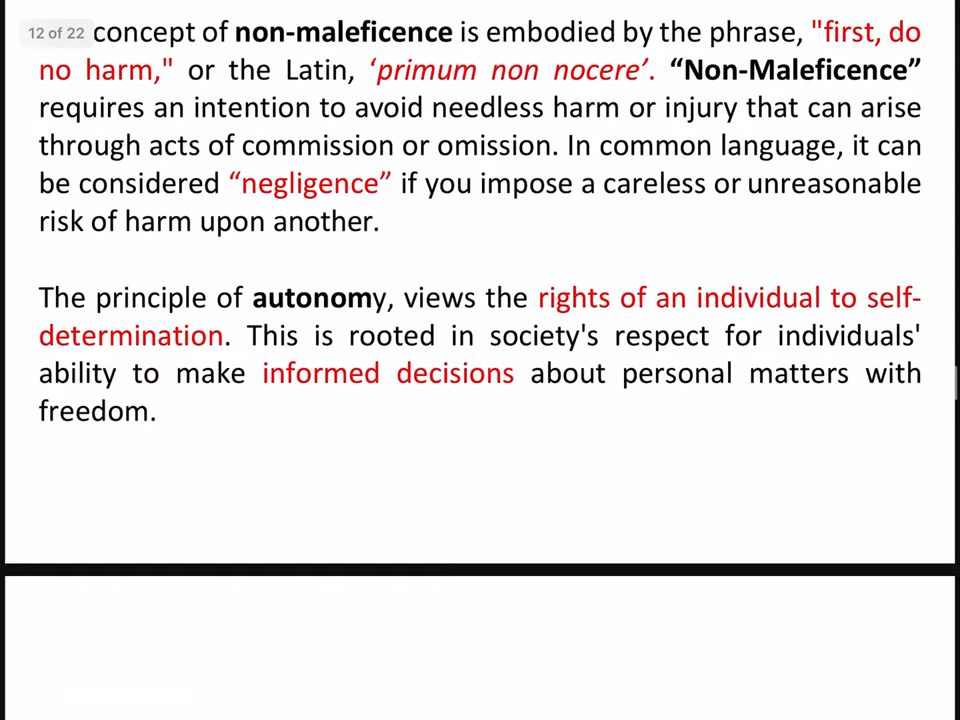 12 of 22
concept of non-maleficence is embodied by the phrase, "first, do
no harm," or the Latin, ‘primum non nocere’. “Non-Maleficence”
requires an intention to avoid needless harm or injury that can arise
through acts of commission or omission. In common language, it can
be considered “negligence” if you impose a careless or unreasonable
risk of harm upon another.
The principle of autonomy, views the rights of an individual to self-
determination. This is rooted in society's respect for individuals'
ability to make informed decisions about personal matters with
freedom.